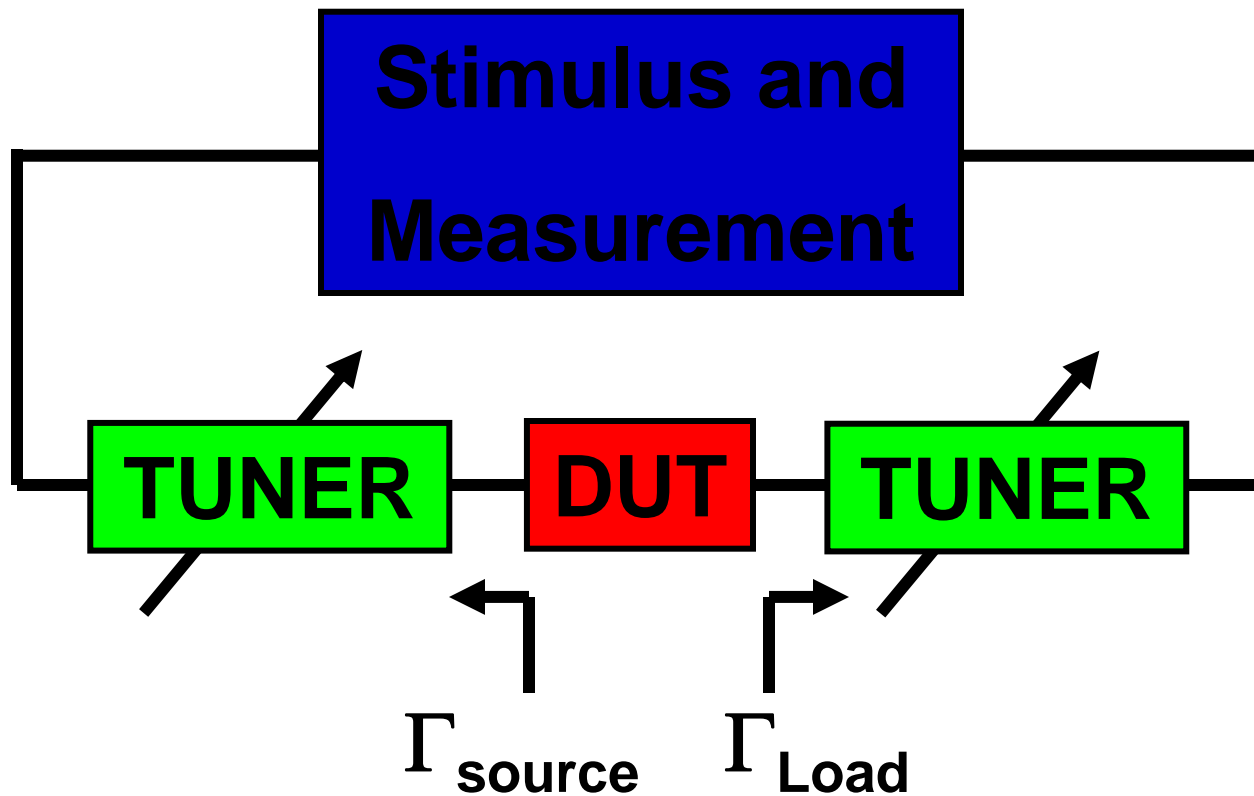 Stimulus and
Measurement
TUNER
DUT
TUNER
Γsource
ΓLoad